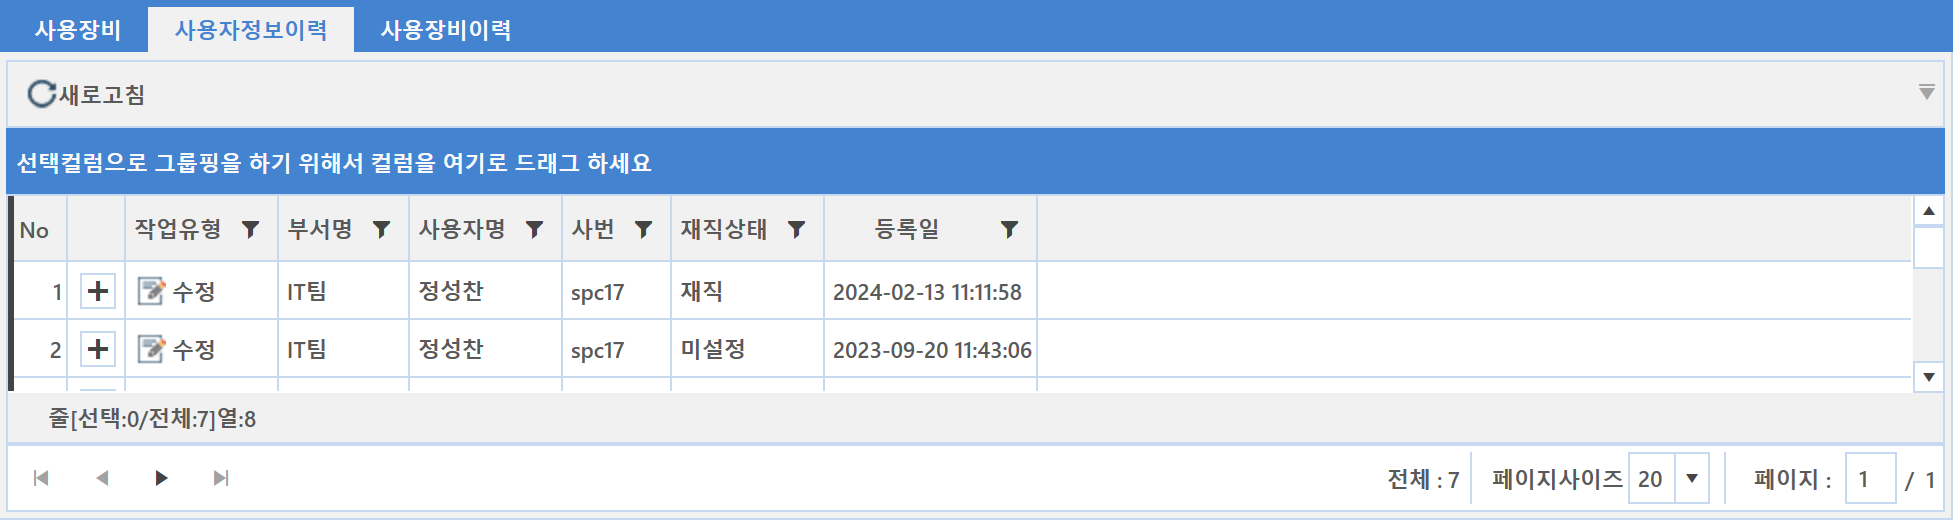 사용장비 사용자정보이력 사용장비이력
새로고침
선택컬럼으로 그룹핑을 하기 위해서 컬럼을 여기로 드래그 하세요
No 작업유형 부서명 사용자명 사번 재직상태 등록일
1 수정 IT팀 정성찬 spc17 재직 2024-02-13 11:11:58
2 수정 IT팀 정성찬 spc17 미설정 2023-09-20 11:43:06
줄[선택:0/전체:7]열:8
전체 : 7 페이지사이즈 20 페이지 : 1 / 1